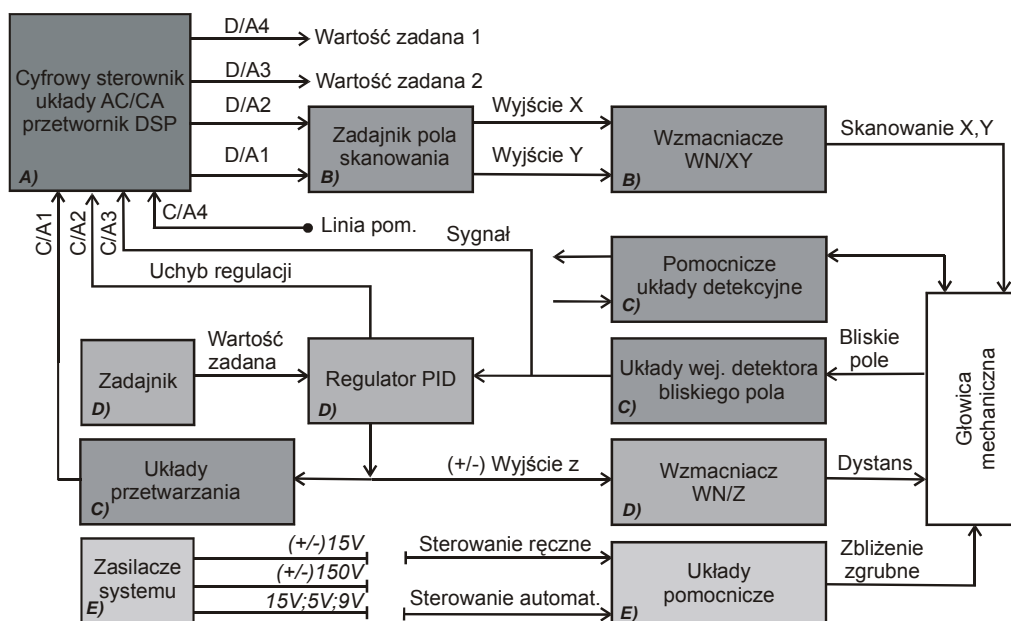 D/A4
Wartość zadana 1
Cyfrowy sterownik
układy AC/CA
przetwornik DSP
A)
D/A3
Wartość zadana 2
D/A2
D/A1
Zadajnik pola
skanowania
B)
Wyjście X
Wyjście Y
Wzmacniacze
WN/XY
B)
Skanowanie X,Y
C/A1
C/A2
C/A3
C/A4
Linia pom.
Sygnał
Uchyb regulacji
Pomocnicze
układy detekcyjne
C)
Wartość
zadana
Zadajnik
D)
Regulator PID
D)
Układy wej. detektora
bliskiego pola
C)
Bliskie
pole
Głowica
mechaniczna
Układy
przetwarzania
C)
(+/-) Wyjście z
Wzmacniacz
WN/Z
D)
Dystans
Zasilacze
systemu
E)
(+/-)15V
(+/-)150V
15V;5V;9V
Sterowanie ręczne
Sterowanie automat.
Układy
pomocnicze
E)
Zbliżenie
zgrubne